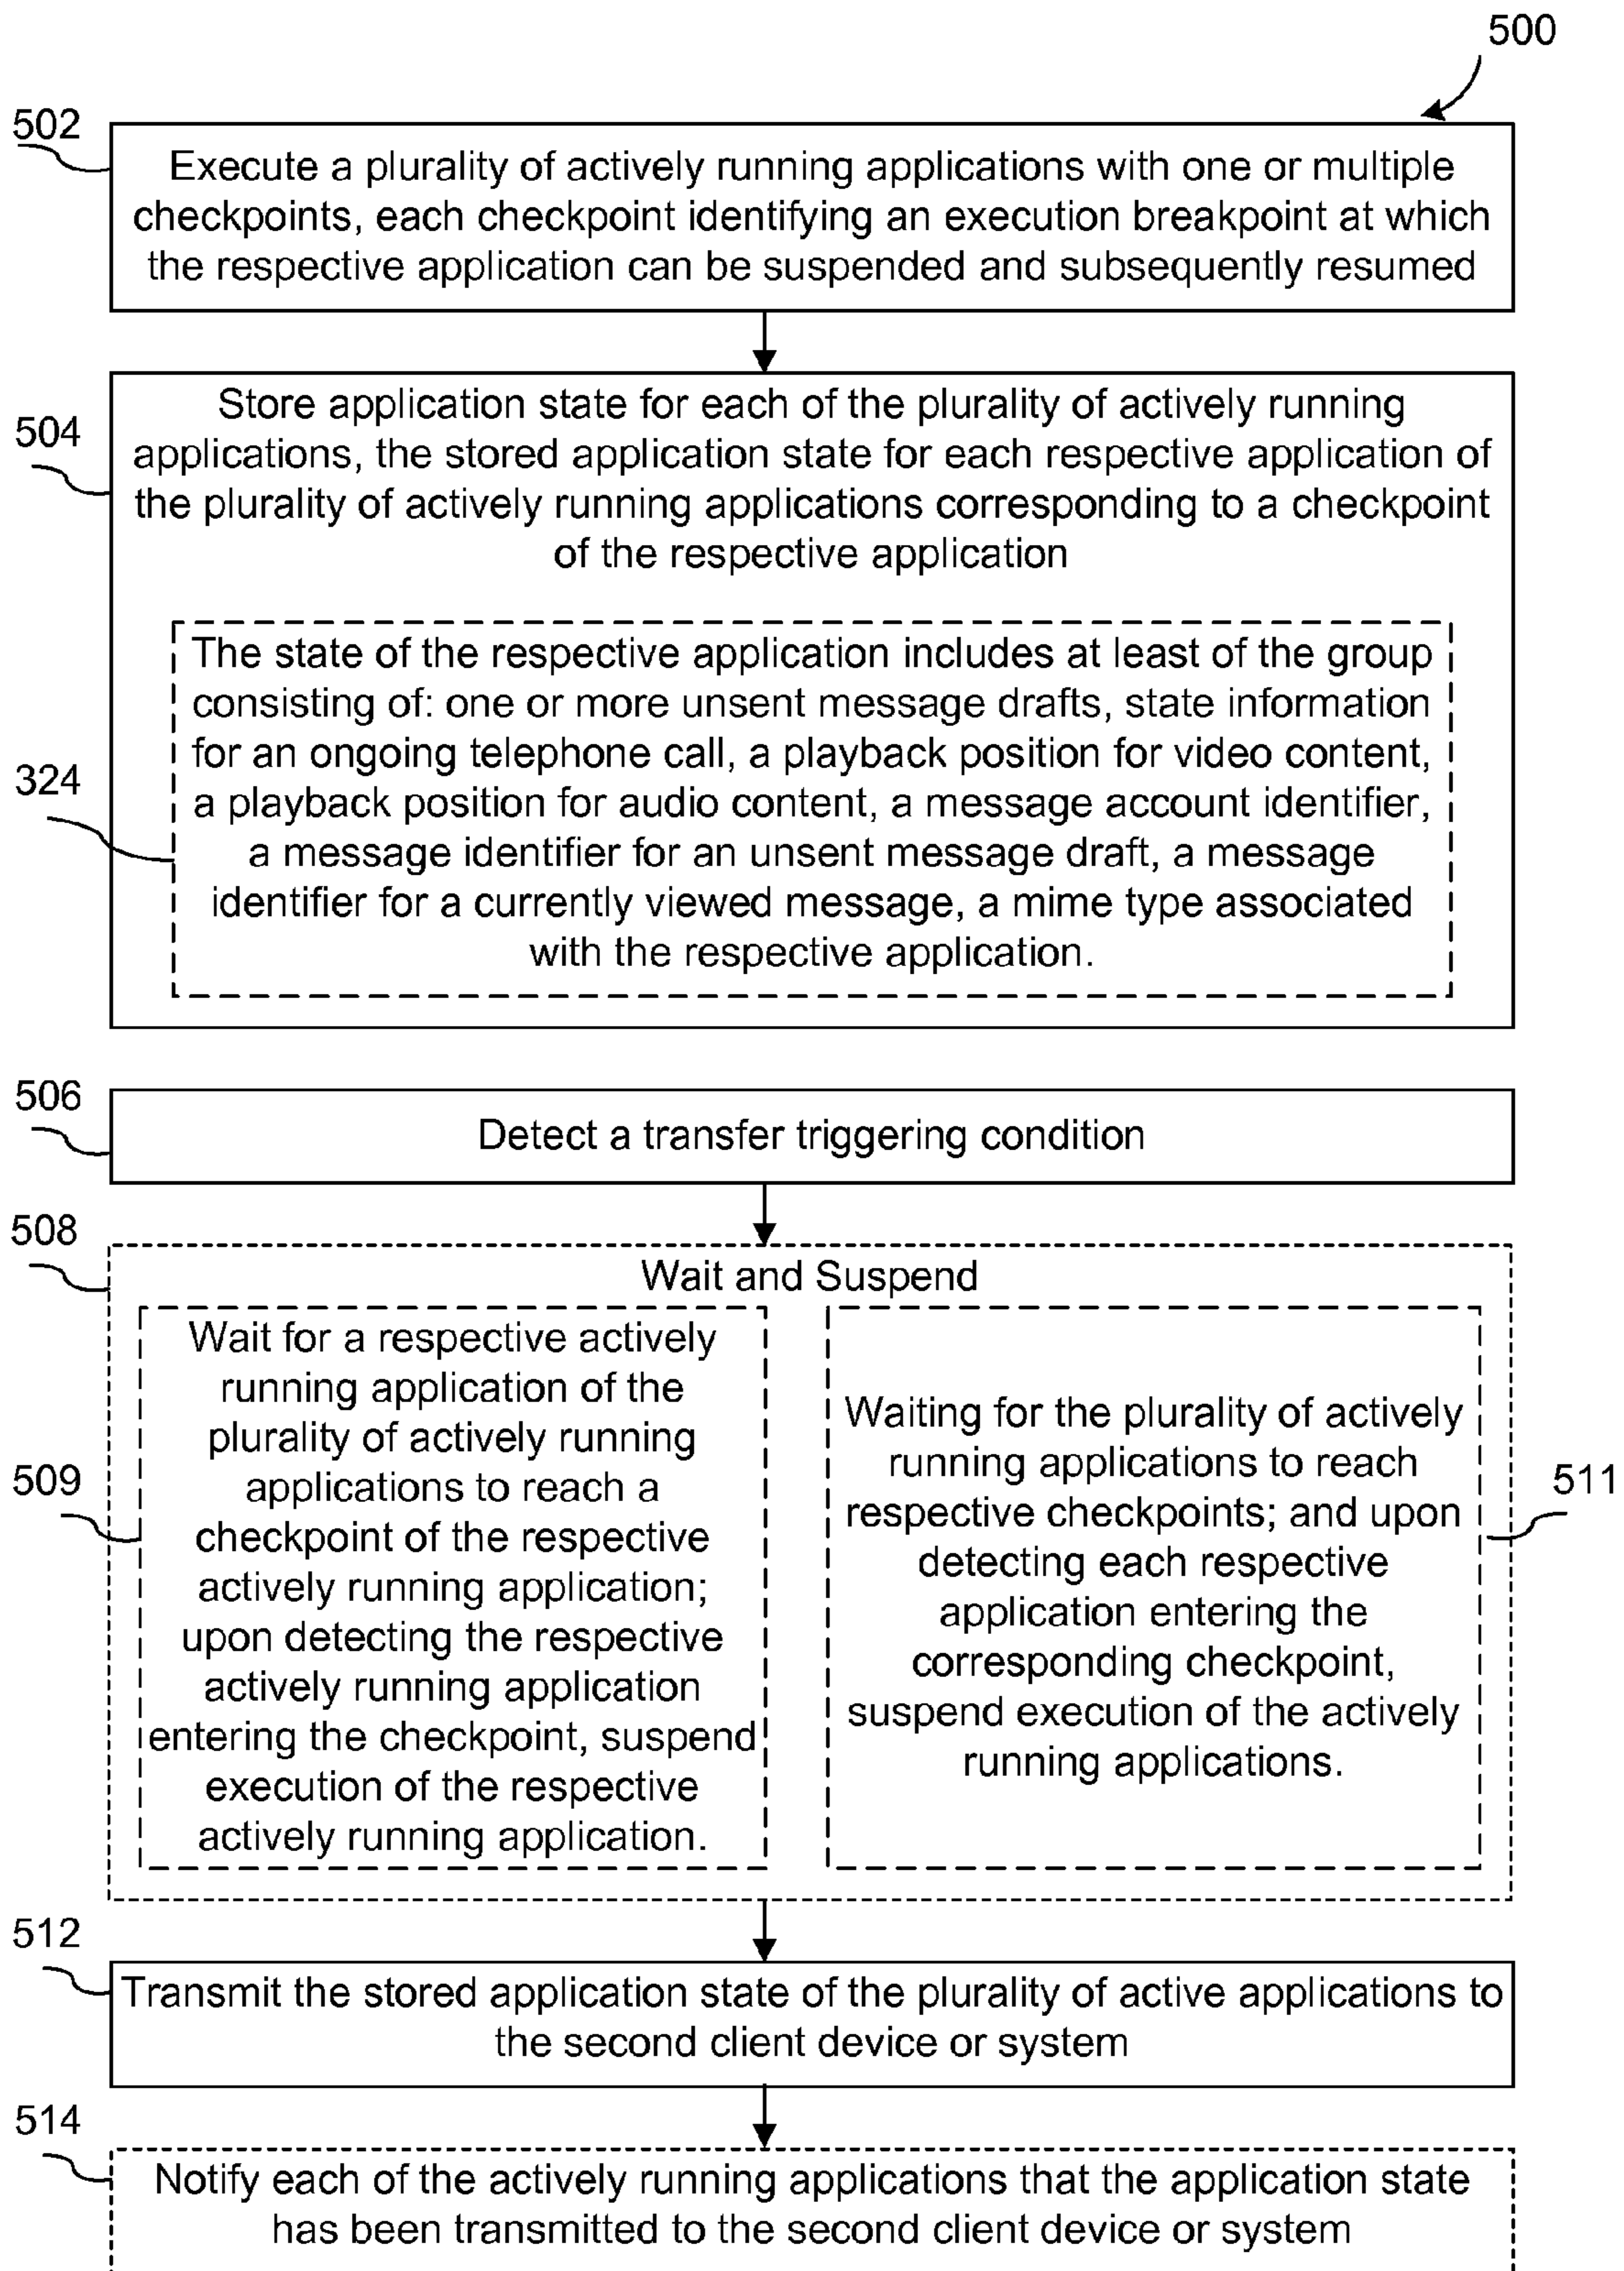 500
502
Execute a plurality of actively running applications with one or multiple
checkpoints, each checkpoint identifying an execution breakpoint at which
the respective application can be suspended and subsequently resumed
504
Store application state for each of the plurality of actively running
applications, the stored application state for each respective application of
the plurality of actively running applications corresponding to a checkpoint
of the respective application
324
The state of the respective application includes at least of the group
consisting of: one or more unsent message drafts, state information
for an ongoing telephone call, a playback position for video content,
a playback position for audio content, a message account identifier,
a message identifier for an unsent message draft, a message
identifier for a currently viewed message, a mime type associated
with the respective application.
506
Detect a transfer triggering condition
508
Wait and Suspend
509
Wait for a respective actively
running application of the
plurality of actively running
applications to reach a
checkpoint of the respective
actively running application;
upon detecting the respective
actively running application
entering the checkpoint, suspend
execution of the respective
actively running application.
Waiting for the plurality of actively
running applications to reach
respective checkpoints; and upon
detecting each respective
application entering the
corresponding checkpoint,
suspend execution of the actively
running applications.
511
512
Transmit the stored application state of the plurality of active applications to
the second client device or system
514
Notify each of the actively running applications that the application state
has been transmitted to the second client device or system